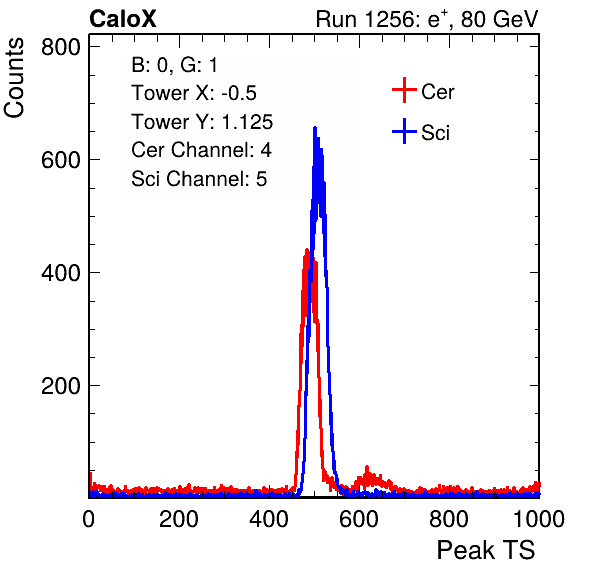 CaloX Run 1256: e⁺, 80 GeV
B: 0, G: 1
Tower X: -0.5
Tower Y: 1.125
Cer Channel: 4
Sci Channel: 5
Cer
Sci
Counts
800
600
400
200
0 200 400 600 800 1000
Peak TS